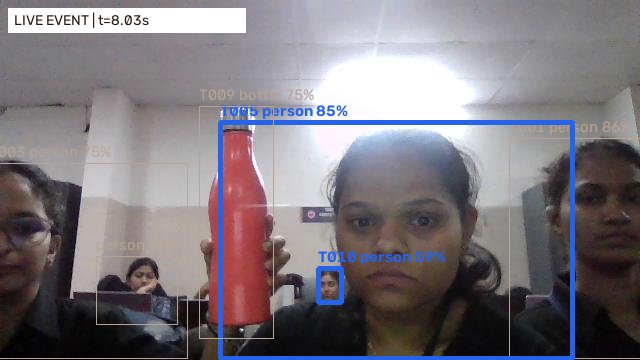 LIVE EVENT | t=8.03s
T009 bottle 75%
T005 person 85%
T001 person 86%
003 person 75%
person
T010 person 59%